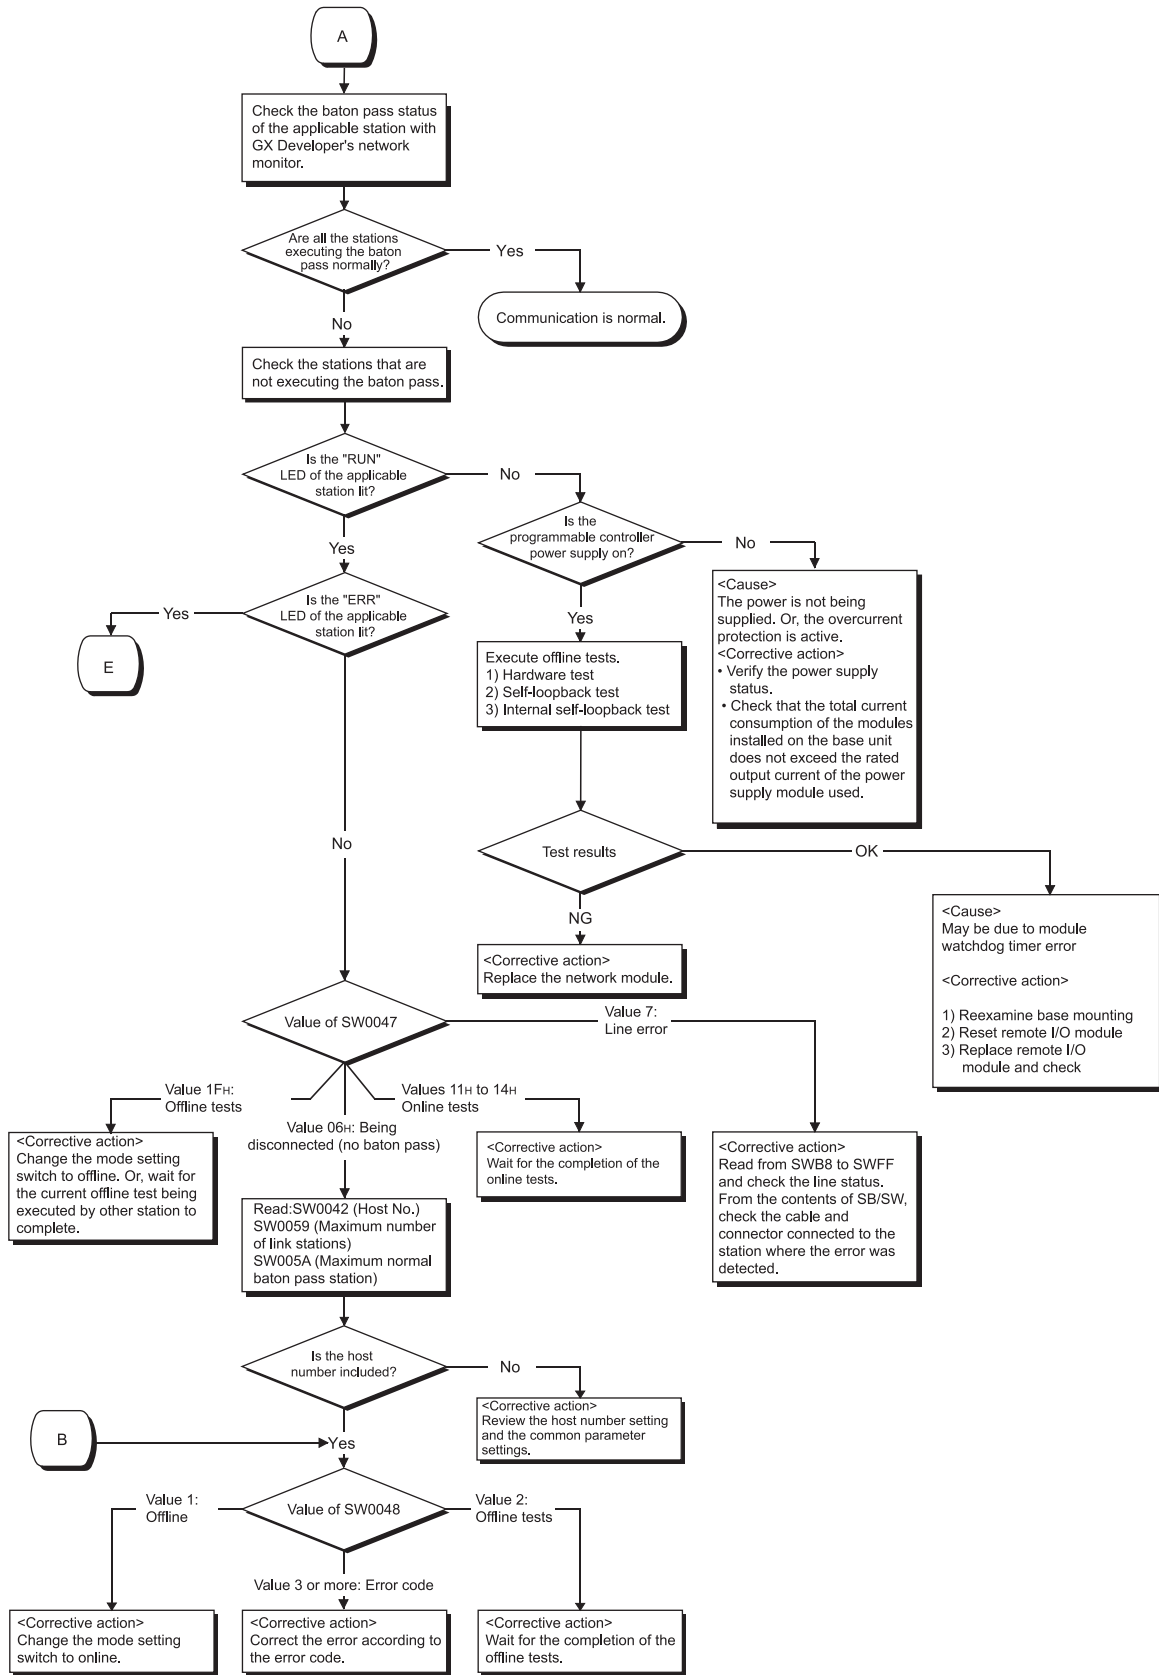 A
Check the baton pass status
of the applicable station with
GX Developer's network
monitor.
Are all the stations
executing the baton
pass normally?
Yes
Communication is normal.
No
Check the stations that are
not executing the baton pass.
Is the "RUN"
LED of the applicable
station lit?
No
Is the
programmable controller
power supply on?
No
<Cause>
The power is not being
supplied. Or, the overcurrent
protection is active.
<Corrective action>
• Verify the power supply
status.
• Check that the total current
consumption of the modules
installed on the base unit
does not exceed the rated
output current of the power
supply module used.
Yes
Is the "ERR"
LED of the applicable
station lit?
Yes
E
Yes
Execute offline tests.
1) Hardware test
2) Self-loopback test
3) Internal self-loopback test
Test results
OK
<Cause>
May be due to module
watchdog timer error
<Corrective action>
1) Reexamine base mounting
2) Reset remote I/O module
3) Replace remote I/O
module and check
NG
<Corrective action>
Replace the network module.
No
Value of SW0047
Value 7:
Line error
Value 1FH:
Offline tests
Value 06H: Being
disconnected (no baton pass)
Values 11H to 14H
Online tests
<Corrective action>
Change the mode setting
switch to offline. Or, wait for
the current offline test being
executed by other station to
complete.
Read:SW0042 (Host No.)
SW0059 (Maximum number
of link stations)
SW005A (Maximum normal
baton pass station)
<Corrective action>
Wait for the completion of the
online tests.
<Corrective action>
Read from SWB8 to SWFF
and check the line status.
From the contents of SB/SW,
check the cable and
connector connected to the
station where the error was
detected.
Is the host
number included?
No
<Corrective action>
Review the host number setting
and the common parameter
settings.
B
Yes
Value of SW0048
Value 1:
Offline
Value 2:
Offline tests
Value 3 or more: Error code
<Corrective action>
Change the mode setting
switch to online.
<Corrective action>
Correct the error according to
the error code.
<Corrective action>
Wait for the completion of the
offline tests.